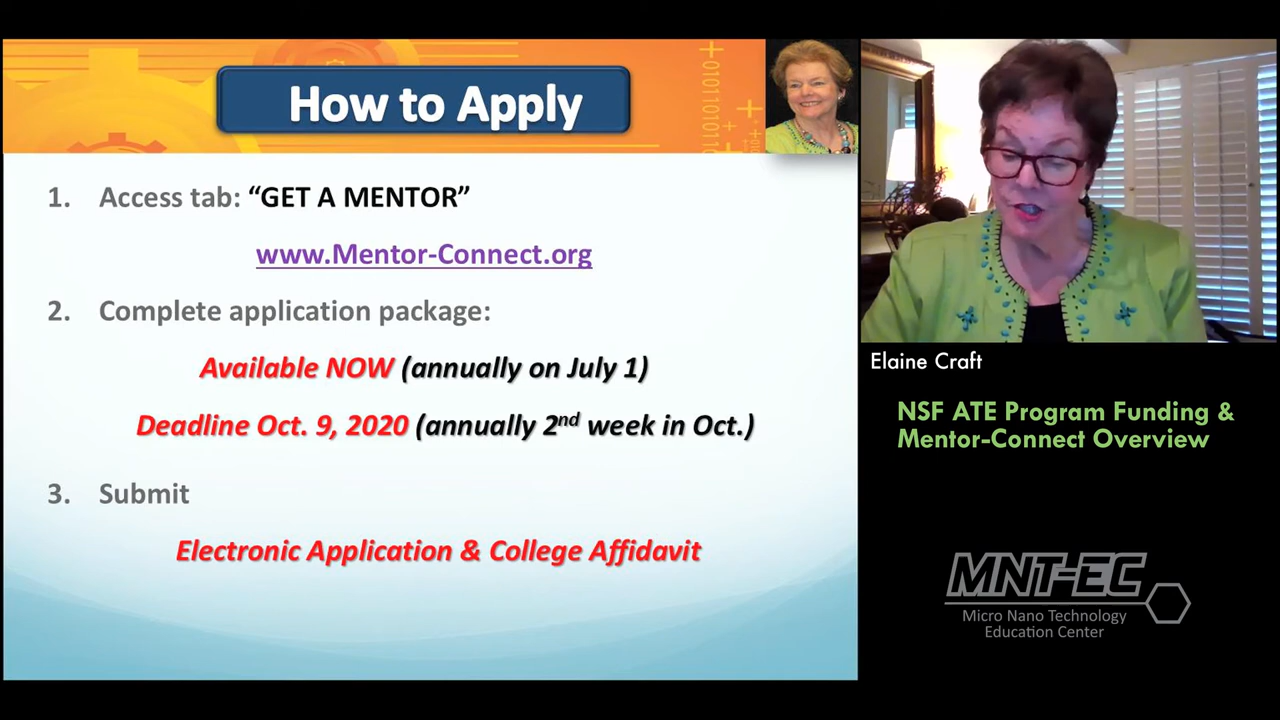 How to Apply
1. Access tab: “GET A MENTOR”
www.Mentor-Connect.org
2. Complete application package:
Available NOW (annually on July 1)
Deadline Oct. 9, 2020 (annually 2nd week in Oct.)
3. Submit
Electronic Application & College Affidavit
Elaine Craft
NSF ATE Program Funding &
Mentor-Connect Overview
MNT-EC
Micro Nano Technology
Education Center